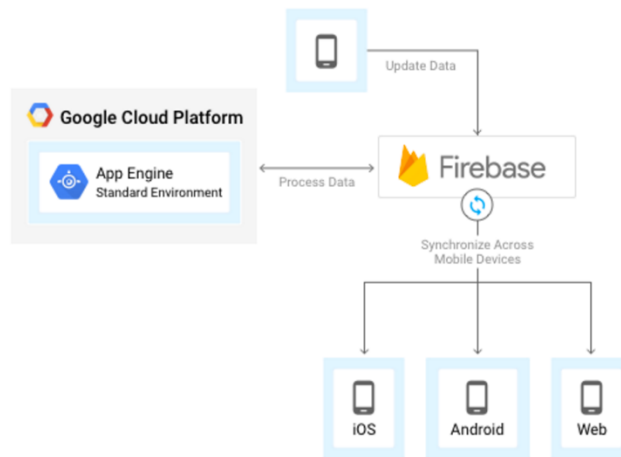 Update Data
Google Cloud Platform
App Engine
Standard Environment
Process Data
Firebase
Synchronize Across
Mobile Devices
iOS
Android
Web